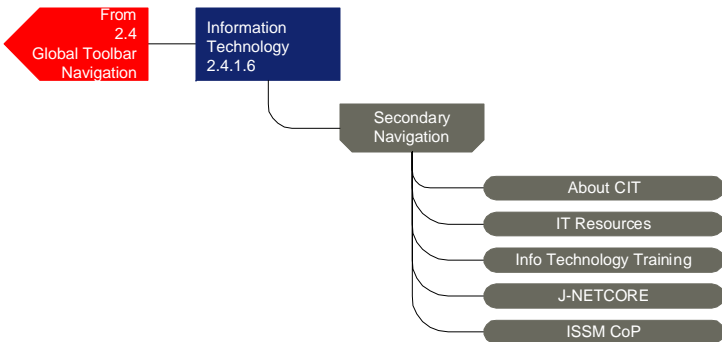 From
2.4
Global Toolbar
Navigation
Information
Technology
2.4.1.6
Secondary
Navigation
About CIT
IT Resources
Info Technology Training
J-NETCORE
ISSM CoP